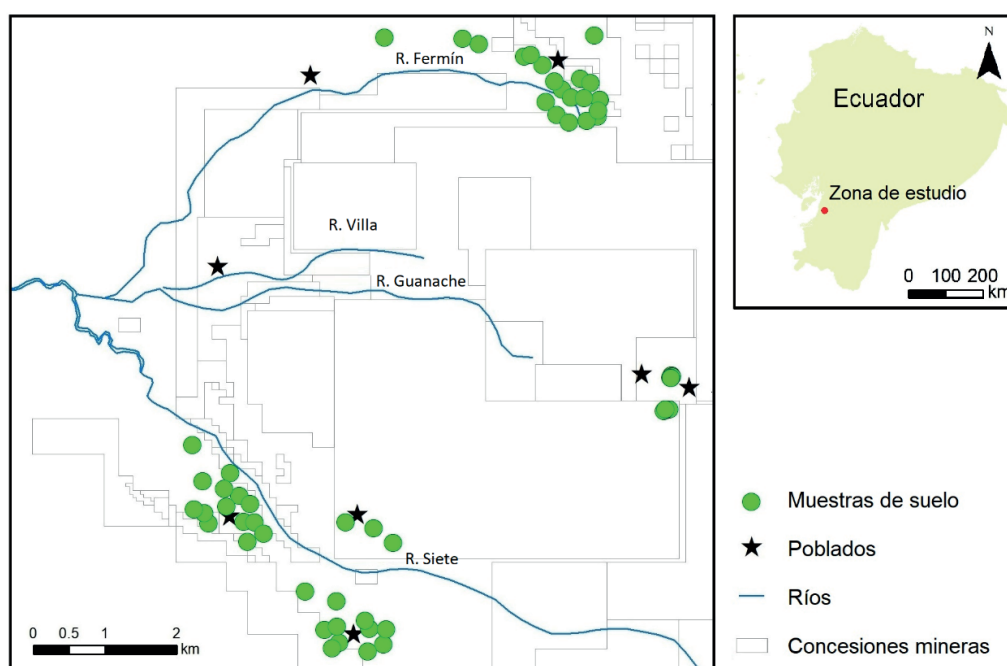 R. Fermín
R. Villa
R. Guanache
R. Siete
0 0.5 1 2
km
N
Ecuador
Zona de estudio
0 100 200
km
Muestras de suelo
Poblados
Ríos
Concesiones mineras